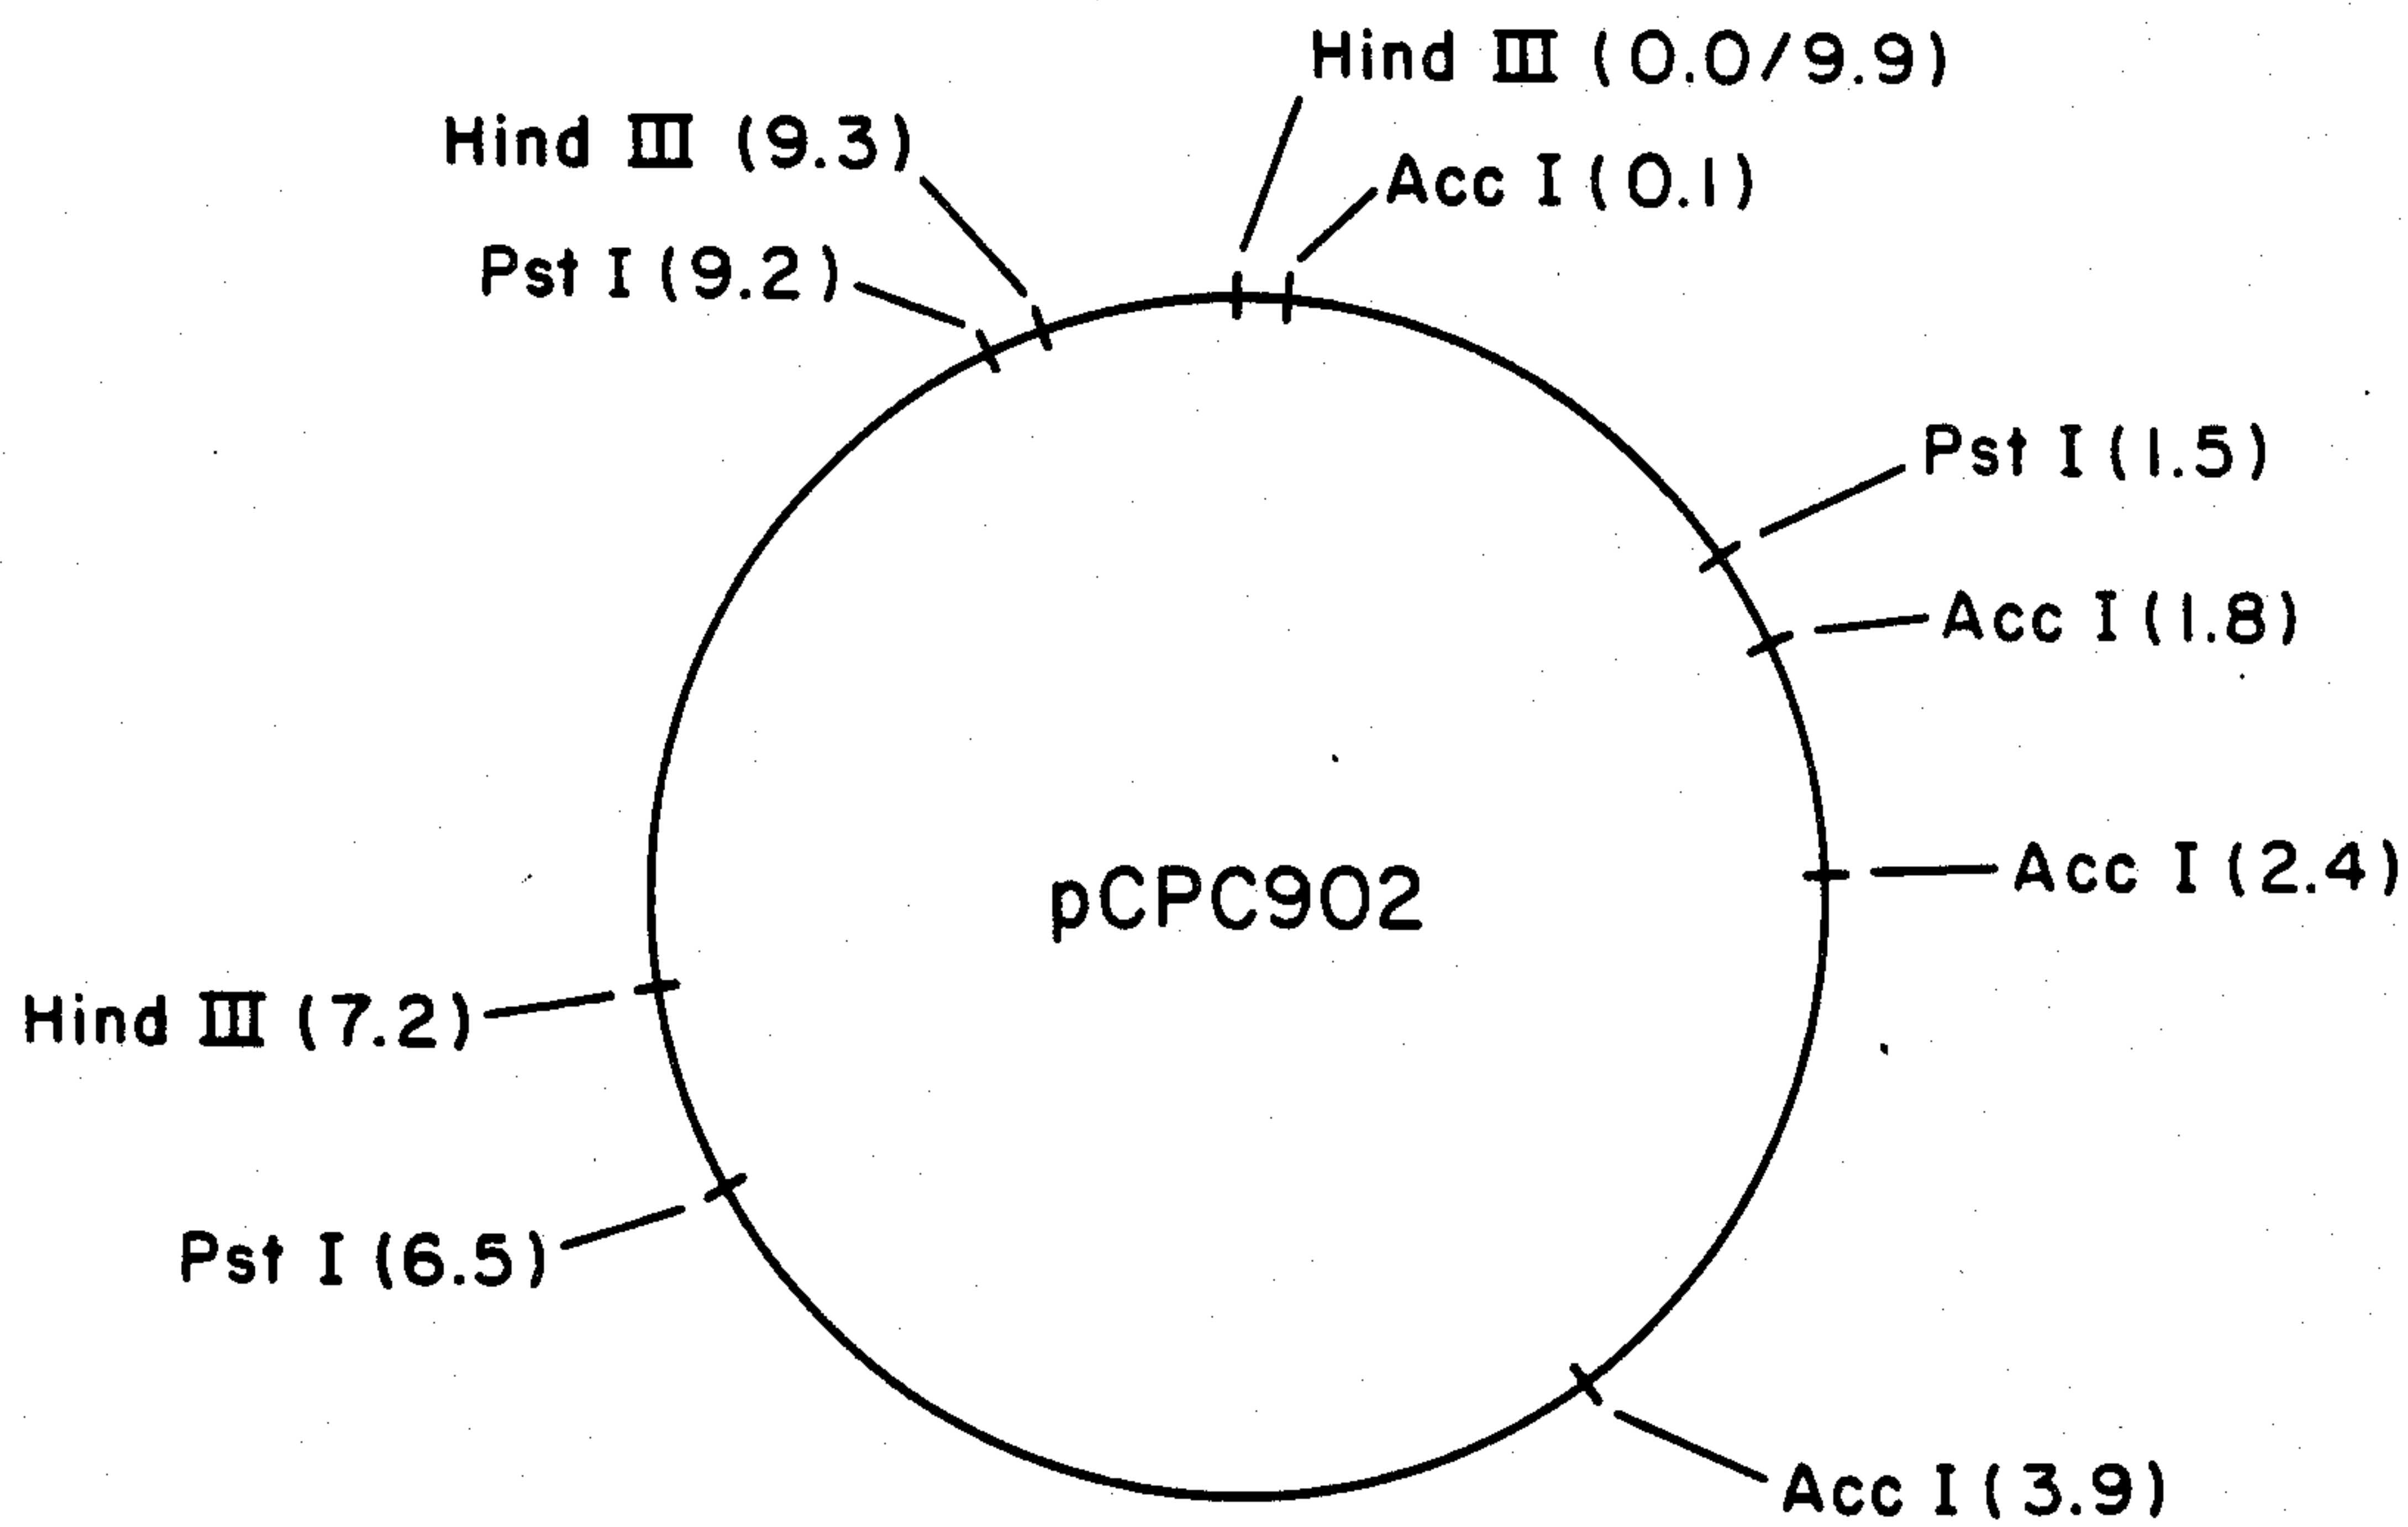 Hind III (0.0/9.9)
Hind III (9.3)
Acc I (0.1)
Pst I (9.2)
Pst I (1.5)
Acc I (1.8)
Acc I (2.4)
pCPC902
Hind III (7.2)
Pst I (6.5)
Acc I (3.9)